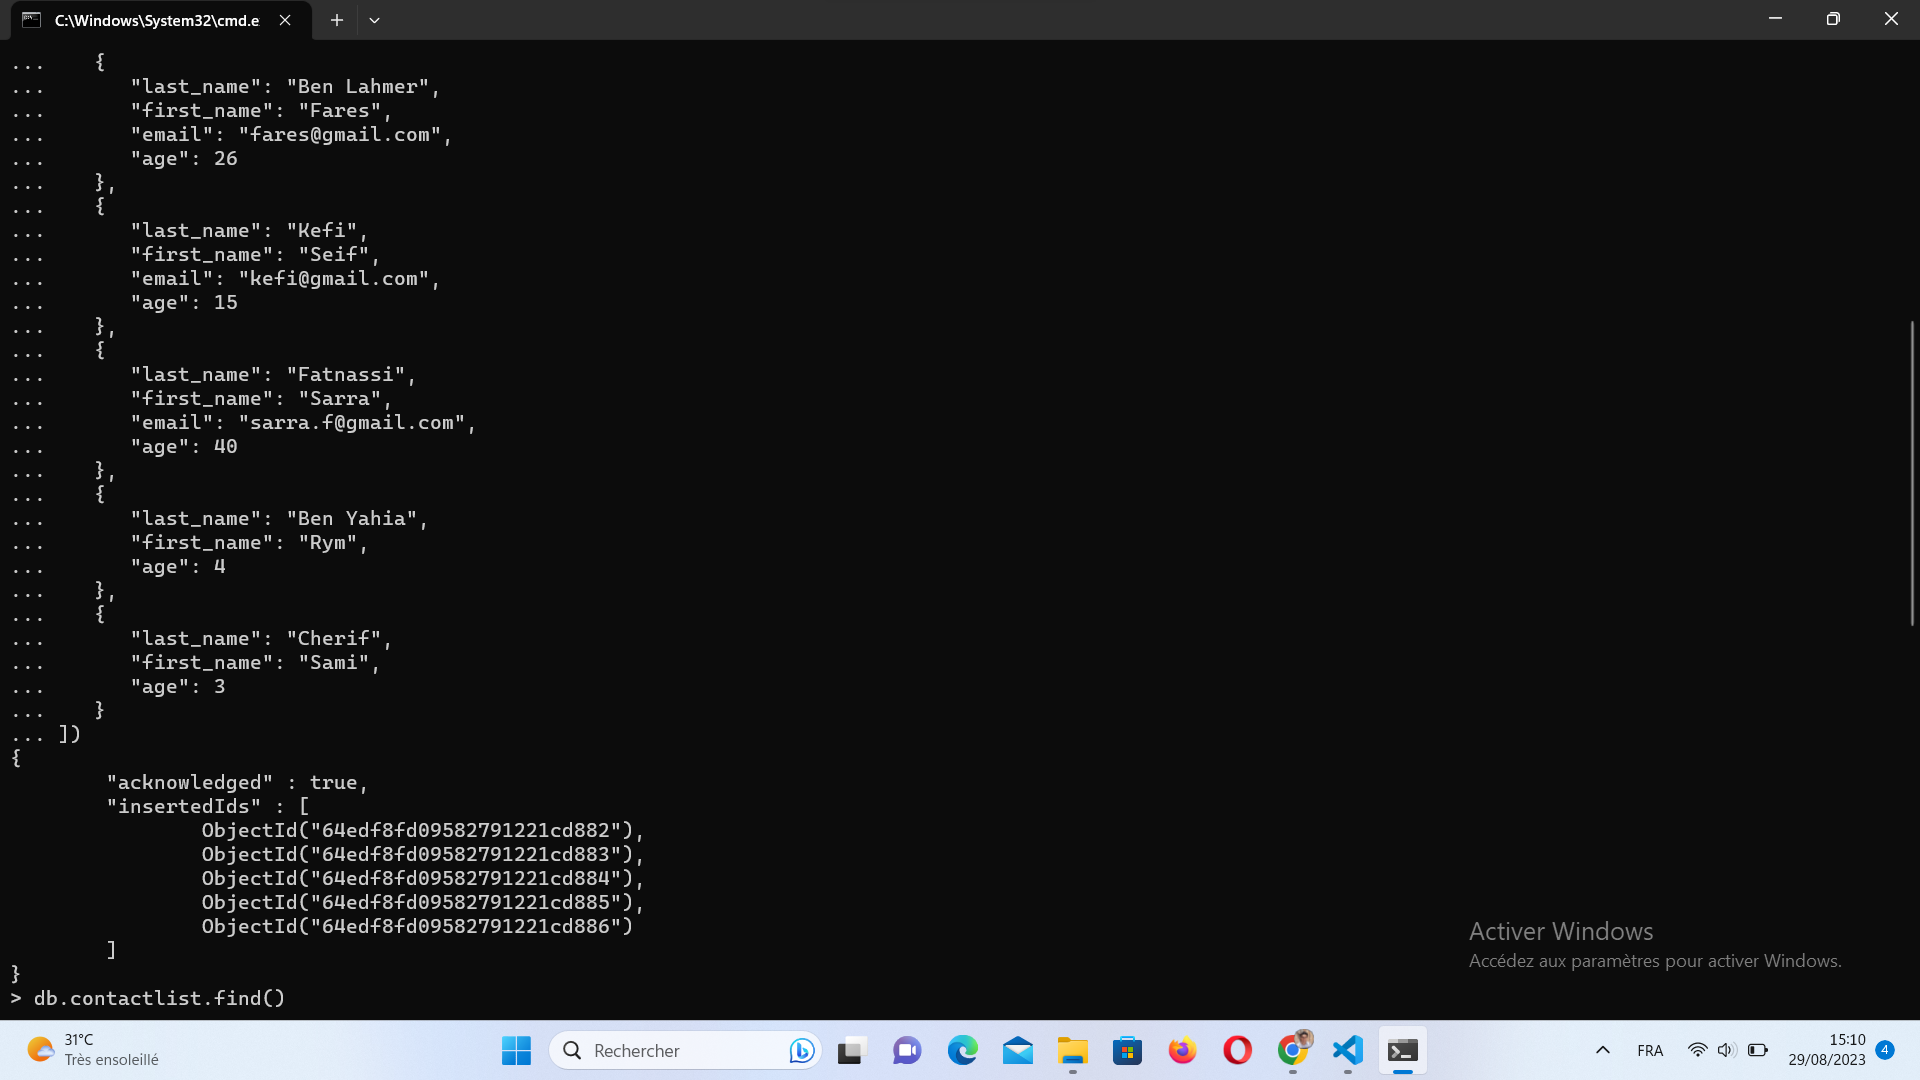 C:\Windows\System32\cmd.e
...    {
...       "last_name": "Ben Lahmer",
...       "first_name": "Fares",
...       "email": "fares@gmail.com",
...       "age": 26
...    },
...    {
...       "last_name": "Kefi",
...       "first_name": "Seif",
...       "email": "kefi@gmail.com",
...       "age": 15
...    },
...    {
...       "last_name": "Fatnassi",
...       "first_name": "Sarra",
...       "email": "sarra.f@gmail.com",
...       "age": 40
...    },
...    {
...       "last_name": "Ben Yahia",
...       "first_name": "Rym",
...       "age": 4
...    },
...    {
...       "last_name": "Cherif",
...       "first_name": "Sami",
...       "age": 3
...    }
... ])
{
        "acknowledged" : true,
        "insertedIds" : [
                ObjectId("64edf8fd09582791221cd882"),
                ObjectId("64edf8fd09582791221cd883"),
                ObjectId("64edf8fd09582791221cd884"),
                ObjectId("64edf8fd09582791221cd885"),
                ObjectId("64edf8fd09582791221cd886")
        ]
}
> db.contactlist.find()
Activer Windows
Accédez aux paramètres pour activer Windows.
31°C
Très ensoleillé
Rechercher
FRA
15:10
29/08/2023
4